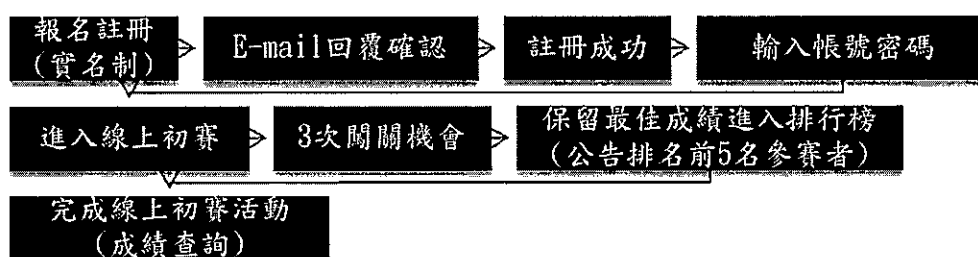 報名註冊
(實名制)
E-mail回覆確認
註冊成功
輸入帳號密碼
進入線上初賽
3次闖關機會
保留最佳成績進入排行榜
(公告排名前5名參賽者)
完成線上初賽活動
(成績查詢)